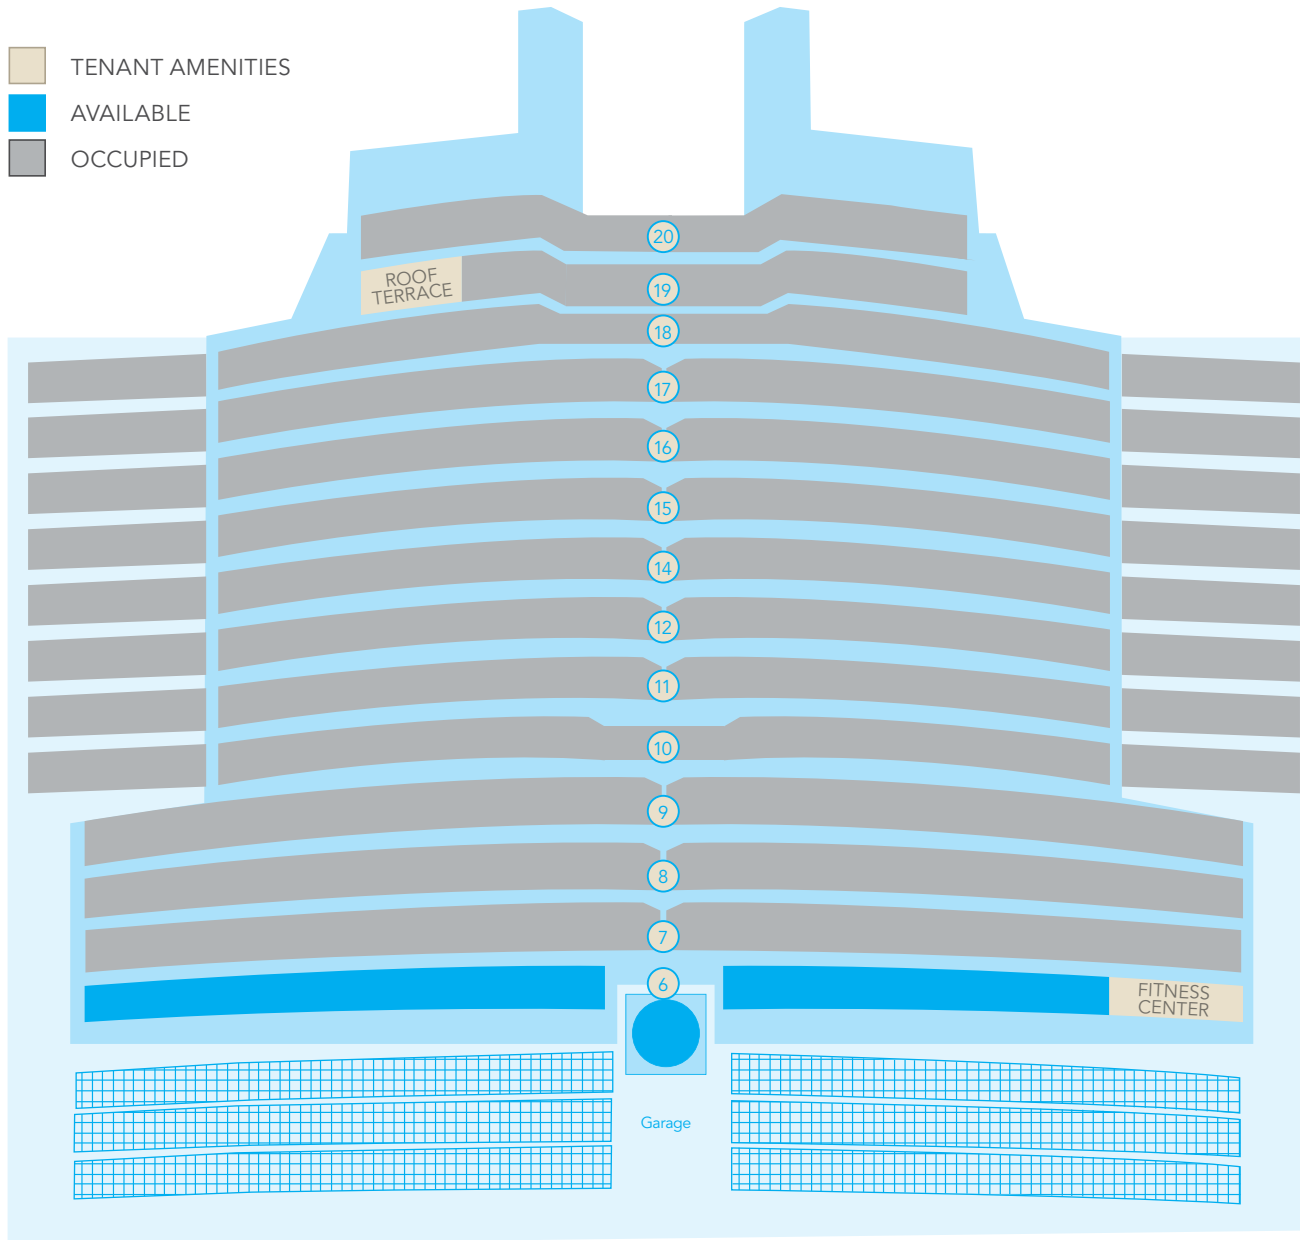 TENANT AMENITIES
AVAILABLE
OCCUPIED
20
ROOF
TERRACE
19
18
17
16
15
14
12
11
10
9
8
7
6
FITNESS
CENTER
Garage